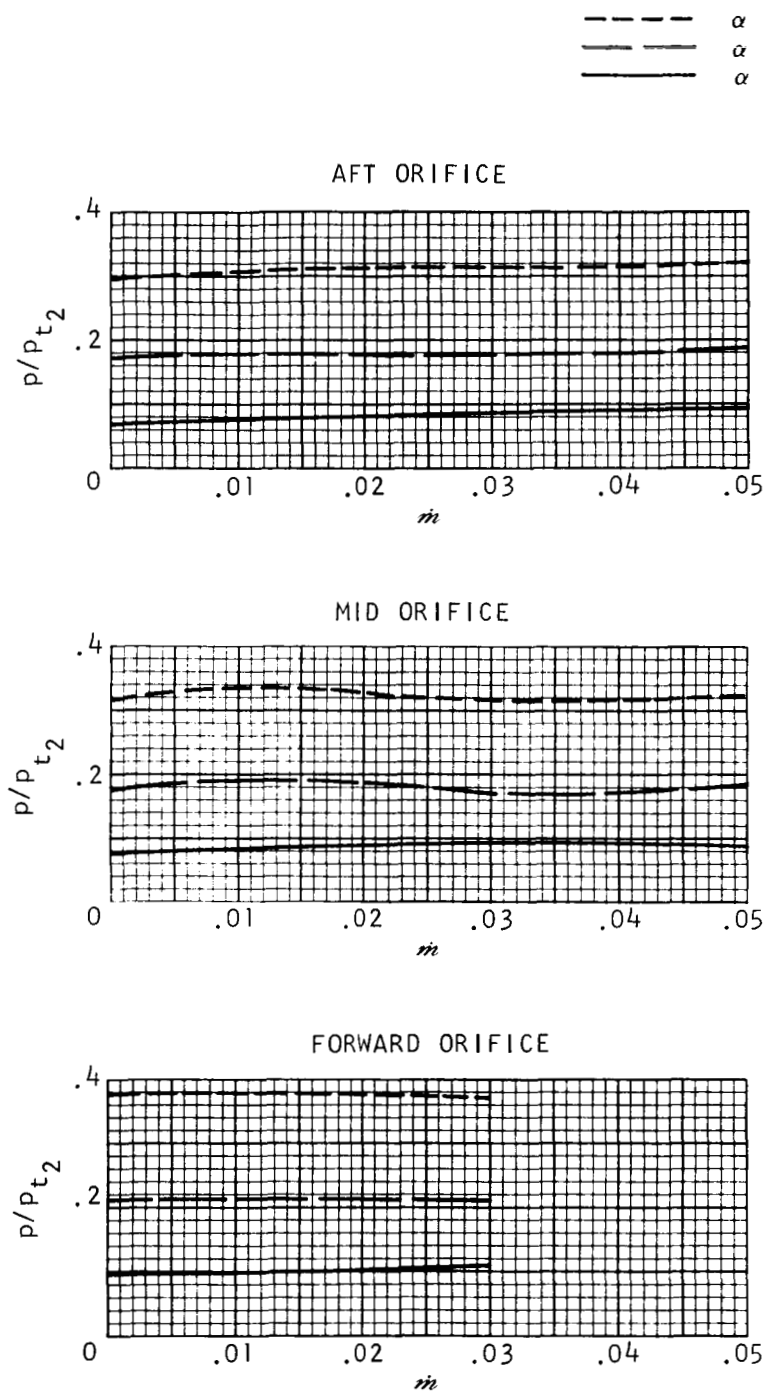 α
α
α
AFT ORIFICE
.4
.2
0
p/pt2
.01 .02 .03 .04 .05
ṁ
MID ORIFICE
.4
.2
0
p/pt2
.01 .02 .03 .04 .05
ṁ
FORWARD ORIFICE
.4
.2
0
p/pt2
.01 .02 .03 .04 .05
ṁ